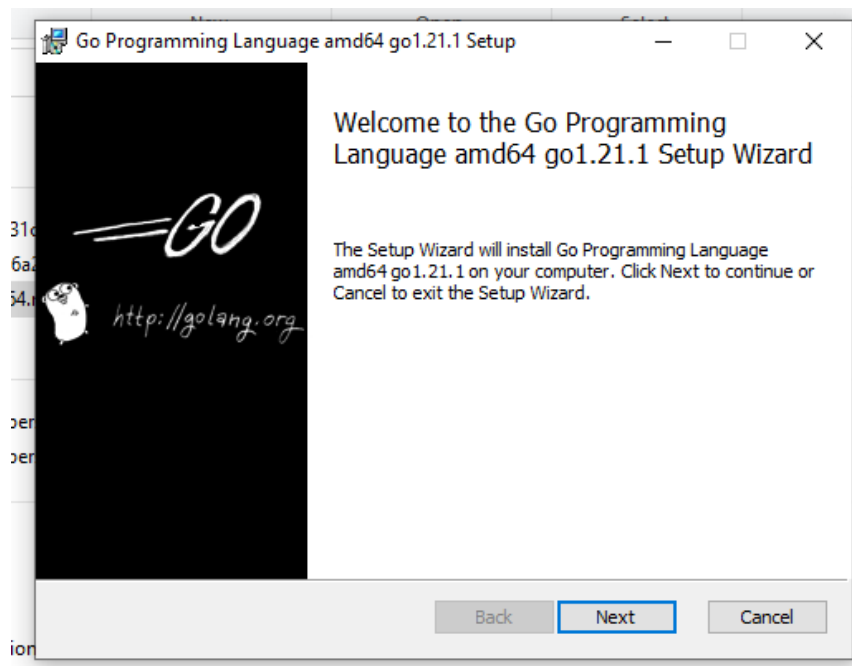 Go Programming Language amd64 go1.21.1 Setup
Welcome to the Go Programming
Language amd64 go1.21.1 Setup Wizard
GO
http://golang.org
The Setup Wizard will install Go Programming Language
amd64 go1.21.1 on your computer. Click Next to continue or
Cancel to exit the Setup Wizard.
Back Next Cancel